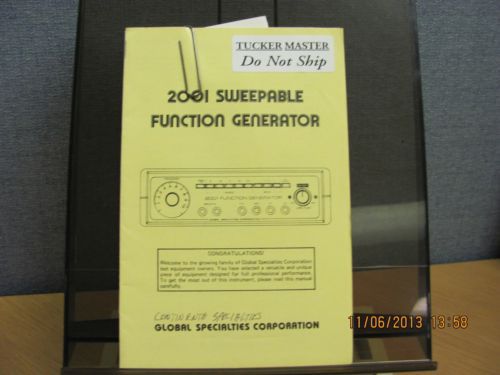 TUCKER MASTER
Do Not Ship
2001 SWEEPABLE
FUNCTION GENERATOR
2001 FUNCTION GENERATOR
CONGRATULATIONS!
Welcome to the growing family of Global Specialties Corporation
test equipment owners. You have selected a versatile and unique
piece of equipment designed for full professional performance.
To get the most out of this instrument, please read this manual
carefully.
SPECIALTIES
GLOBAL SPECIALTIES CORPORATION
11/06/2013 13:58